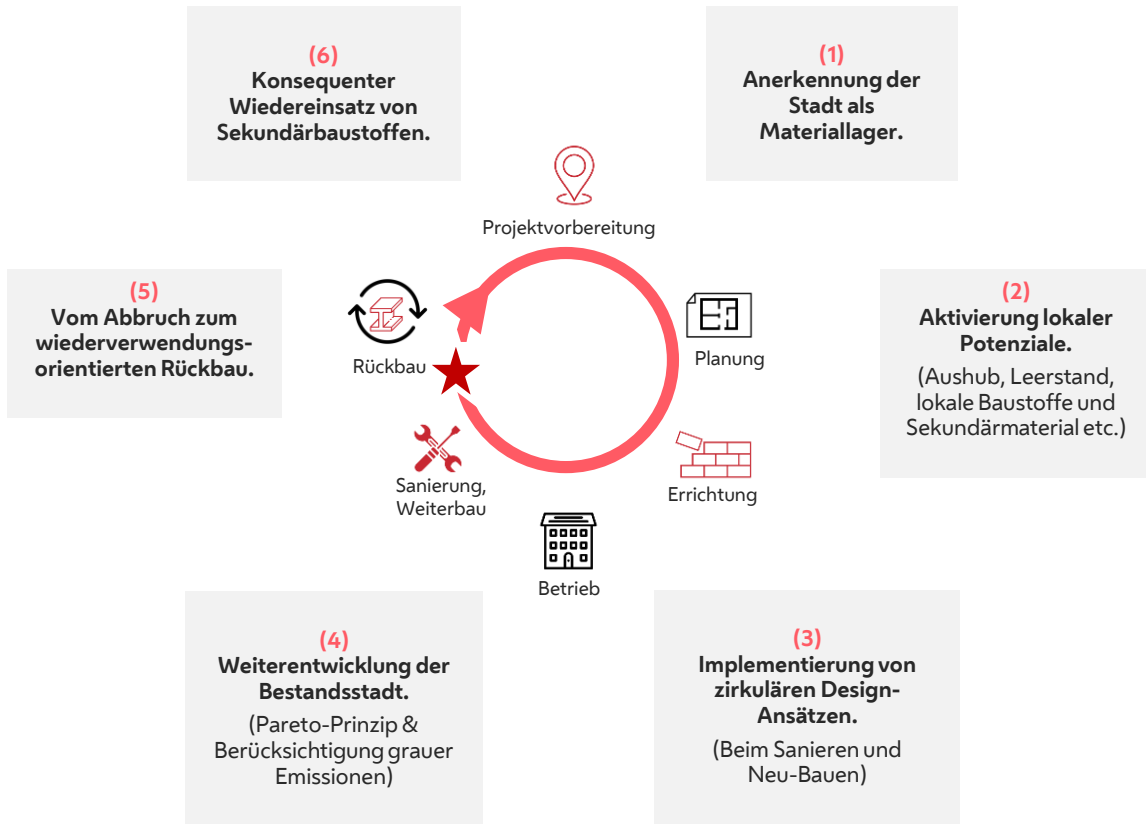 (6)
Konsequenter
Wiedereinsatz von
Sekundärbaustoffen.
(1)
Anerkennung der
Stadt als
Materiallager.
Projektvorbereitung
(5)
Vom Abbruch zum
wiederverwendungs-
orientierten Rückbau.
Rückbau
Planung
(2)
Aktivierung lokaler
Potenziale.
(Aushub, Leerstand,
lokale Baustoffe und
Sekundärmaterial etc.)
Sanierung,
Weiterbau
Errichtung
Betrieb
(4)
Weiterentwicklung der
Bestandsstadt.
(Pareto-Prinzip &
Berücksichtigung grauer
Emissionen)
(3)
Implementierung von
zirkulären Design-
Ansätzen.
(Beim Sanieren und
Neu-Bauen)